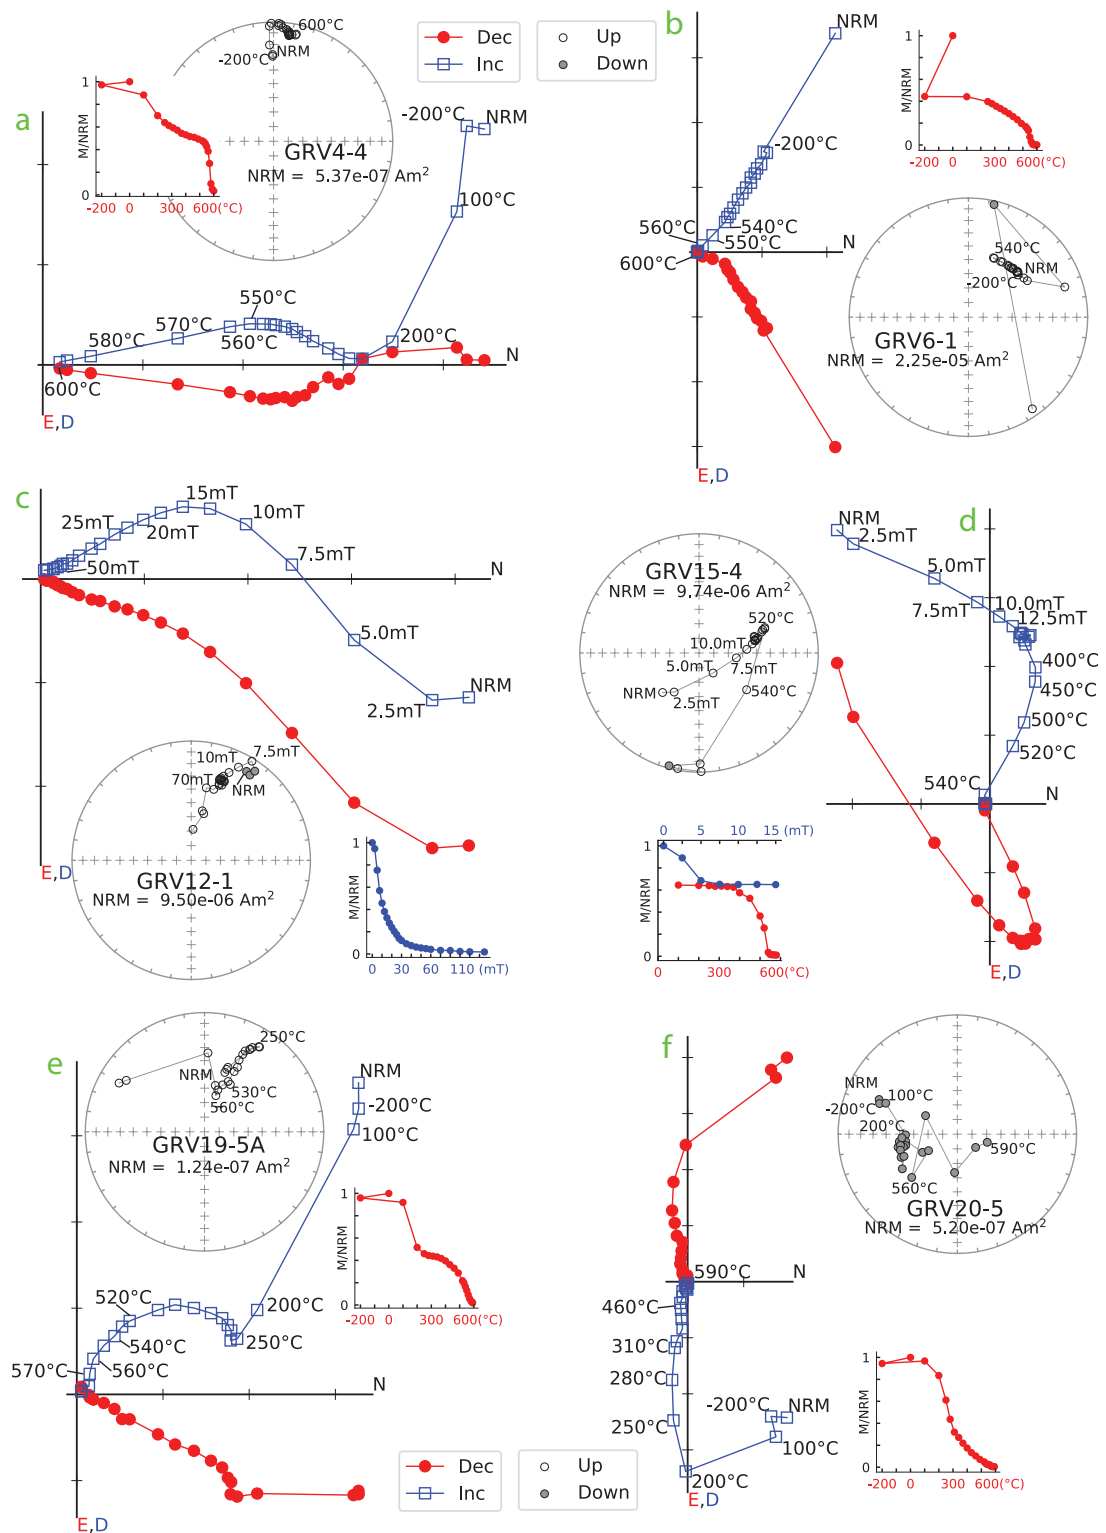 a
600°C
NRM
-200°C
Dec
Inc
Up
Down
1
M/NRM
0
-200 0 600(°C)
GRV4-4
NRM = 5.37e-07 Am²
-200°C
NRM
100°C
550°C
570°C
560°C
580°C
200°C
N
600°C
E,D
b
NRM
-200°C
540°C
560°C
550°C
600°C
N
E,D
1
M/NRM
0
-200 0 300 600(°C)
540°C
NRM
-200°C
GRV6-1
NRM = 2.25e-05 Am²
c
15mT
25mT
10mT
20mT
7.5mT
50mT
N
5.0mT
NRM
2.5mT
E,D
7.5mT
10mT
70mT
NRM
GRV12-1
NRM = 9.50e-06 Am²
1
M/NRM
0
0 30 60 110 (mT)
d
NRM
2.5mT
5.0mT
7.5mT
10.0mT
12.5mT
400°C
450°C
500°C
520°C
540°C
N
E,D
GRV15-4
NRM = 9.74e-06 Am²
520°C
10.0mT
5.0mT
7.5mT
NRM
2.5mT
540°C
0 5 10 15 (mT)
1
M/NRM
0
0 300 600(°C)
e
250°C
NRM
530°C
560°C
GRV19-5A
NRM = 1.24e-07 Am²
NRM
-200°C
100°C
1
M/NRM
0
-200 0 300 600(°C)
520°C
200°C
540°C
250°C
570°C
560°C
N
E,D
Dec
Inc
Up
Down
f
NRM
100°C
-200°C
200°C
590°C
560°C
GRV20-5
NRM = 5.20e-07 Am²
590°C
N
460°C
310°C
280°C
250°C
-200°C
NRM
100°C
200°C
E,D
1
M/NRM
0
-200 0 300 600(°C)